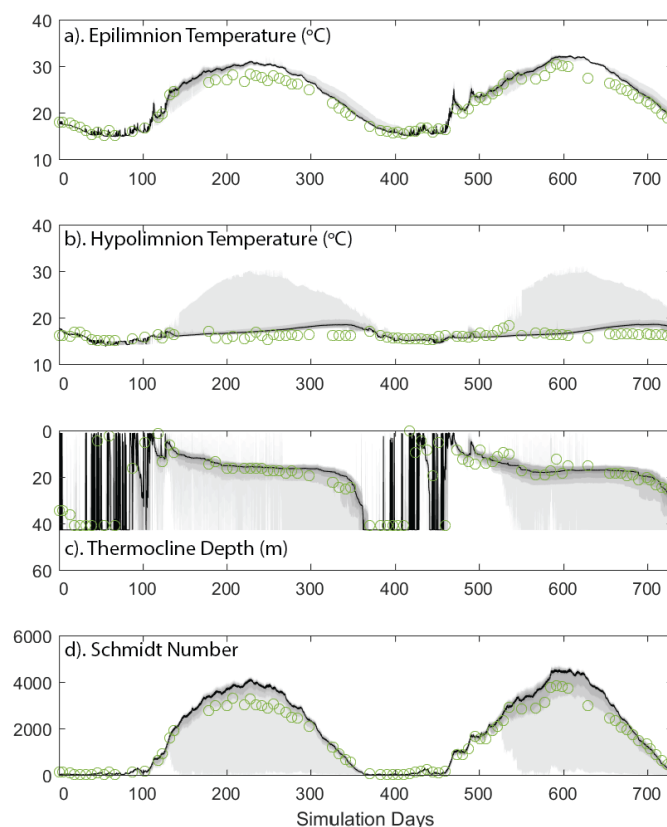 40
a). Epilimnion Temperature (ºC)
30
20
10
0 100 200 300 400 500 600 700
40
b). Hypolimnion Temperature (ºC)
30
20
10
0 100 200 300 400 500 600 700
0
20
40
c). Thermocline Depth (m)
60
0 100 200 300 400 500 600 700
6000
d). Schmidt Number
4000
2000
0
0 100 200 300 400 500 600 700
Simulation Days